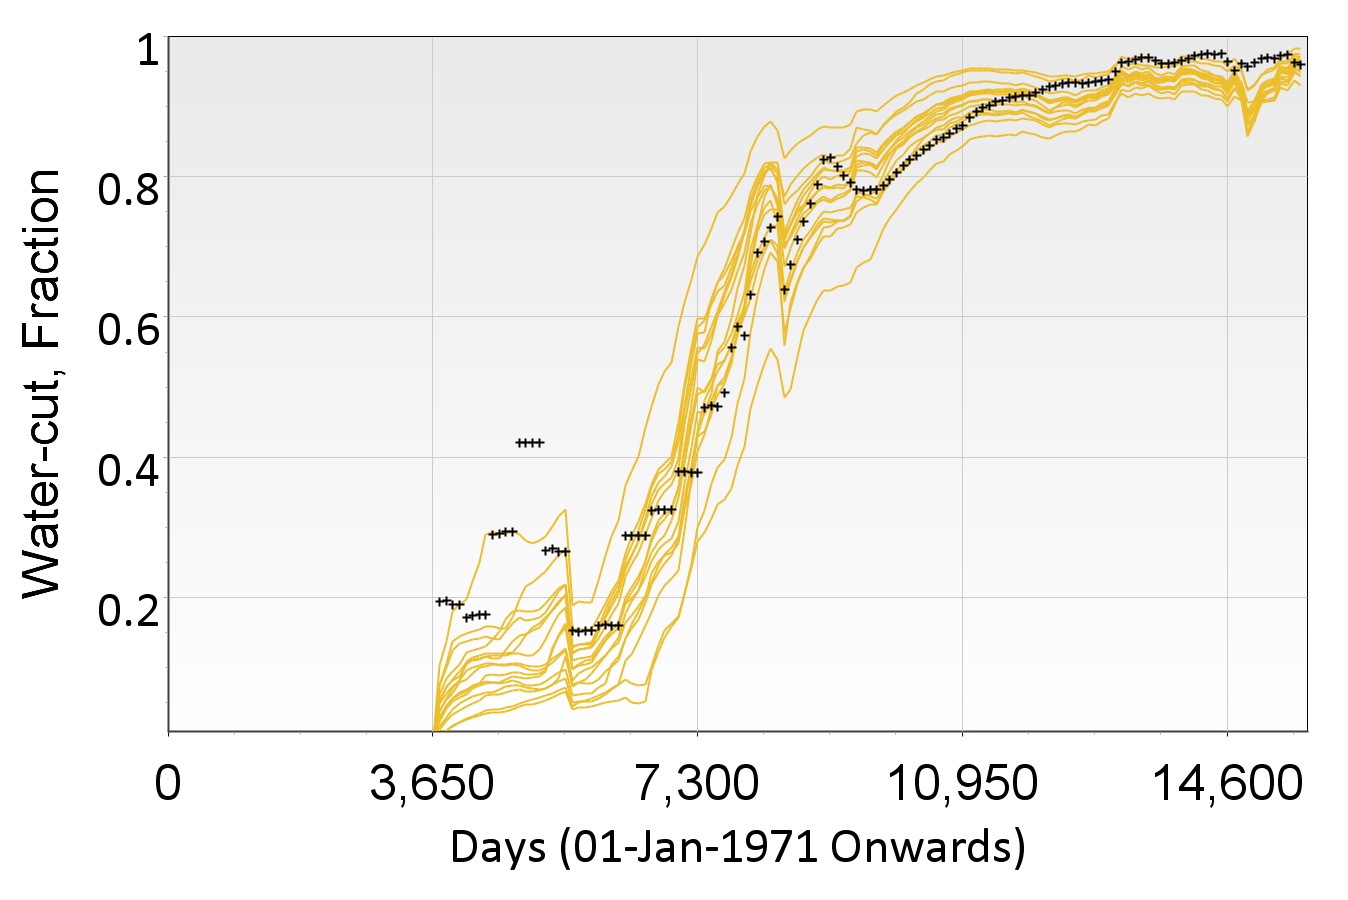 Water-cut, Fraction
1
0.8
0.6
0.4
0.2
0 3,650 7,300 10,950 14,600
Days (01-Jan-1971 Onwards)